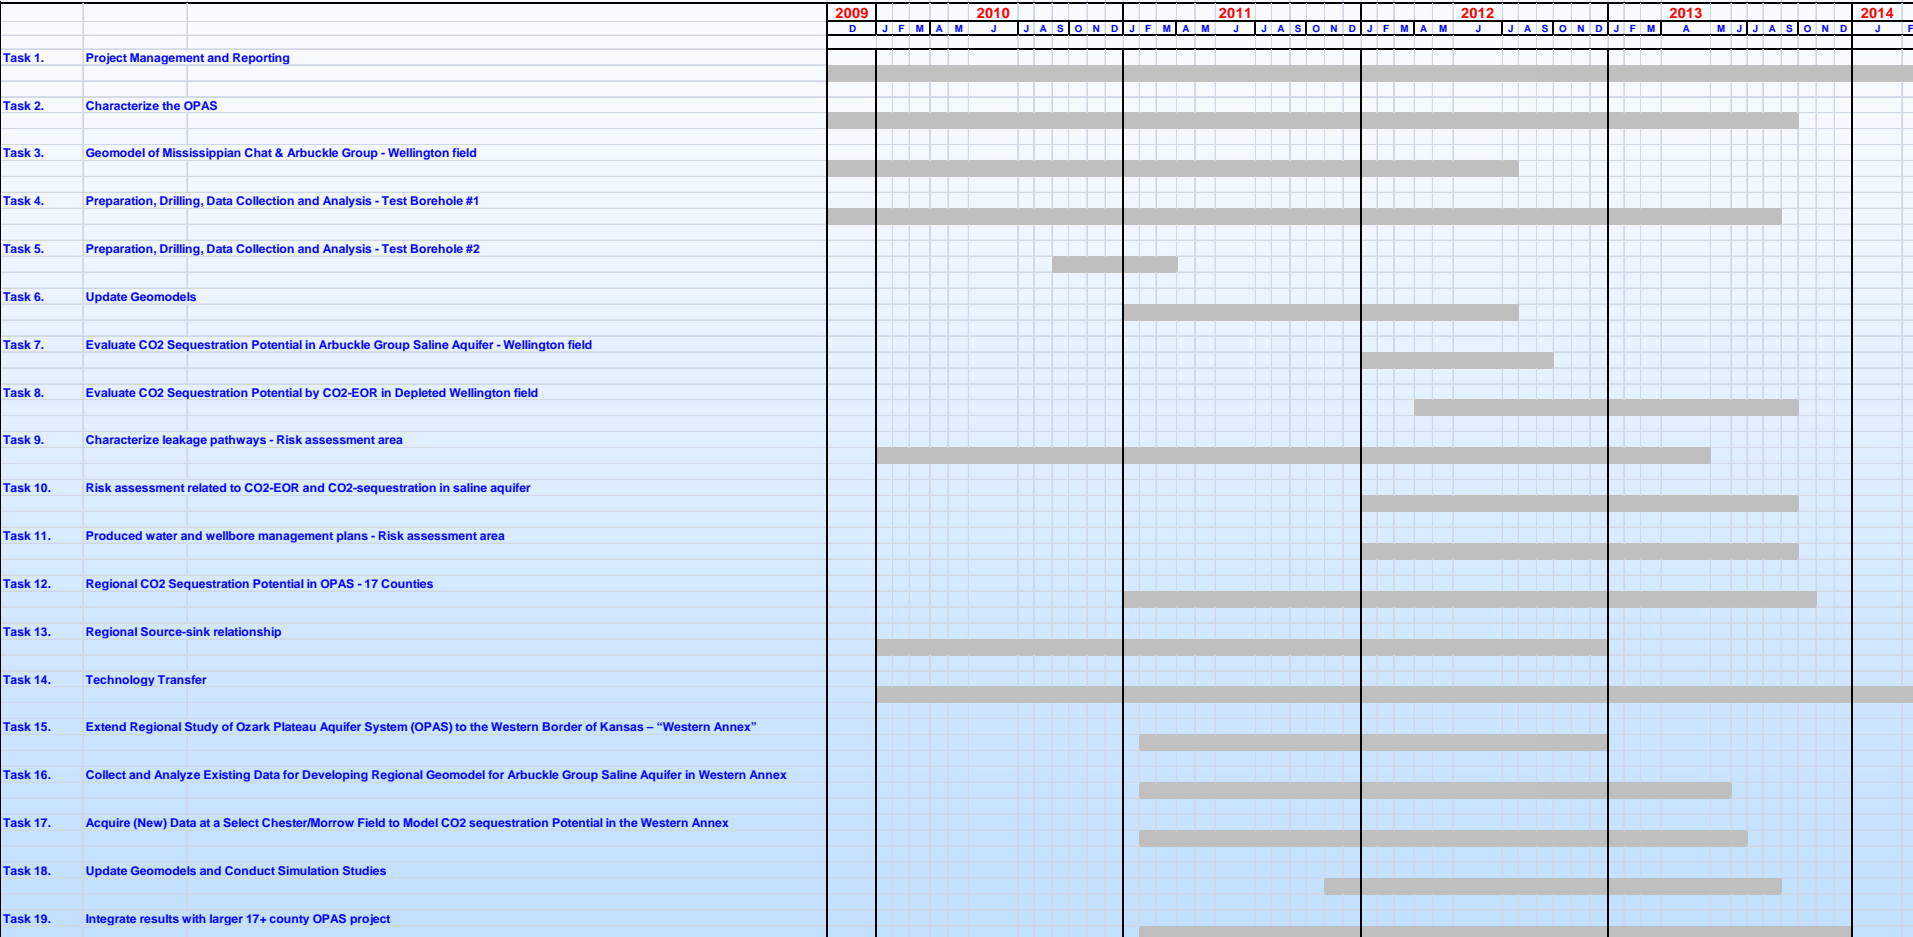 2009 2010 2011 2012 2013 2014
D J F M A M J J A S O N D J F M A M J J A S O N D J F M A M J J A S O N D J F M A M J J A S O N D J F
Task 1. Project Management and Reporting
Task 2. Characterize the OPAS
Task 3. Geomodel of Mississippian Chat & Arbuckle Group - Wellington field
Task 4. Preparation, Drilling, Data Collection and Analysis - Test Borehole #1
Task 5. Preparation, Drilling, Data Collection and Analysis - Test Borehole #2
Task 6. Update Geomodels
Task 7. Evaluate CO2 Sequestration Potential in Arbuckle Group Saline Aquifer - Wellington field
Task 8. Evaluate CO2 Sequestration Potential by CO2-EOR in Depleted Wellington field
Task 9. Characterize leakage pathways - Risk assessment area
Task 10. Risk assessment related to CO2-EOR and CO2-sequestration in saline aquifer
Task 11. Produced water and wellbore management plans - Risk assessment area
Task 12. Regional CO2 Sequestration Potential in OPAS - 17 Counties
Task 13. Regional Source-sink relationship
Task 14. Technology Transfer
Task 15. Extend Regional Study of Ozark Plateau Aquifer System (OPAS) to the Western Border of Kansas – “Western Annex”
Task 16. Collect and Analyze Existing Data for Developing Regional Geomodel for Arbuckle Group Saline Aquifer in Western Annex
Task 17. Acquire (New) Data at a Select Chester/Morrow Field to Model CO2 sequestration Potential in the Western Annex
Task 18. Update Geomodels and Conduct Simulation Studies
Task 19. Integrate results with larger 17+ county OPAS project